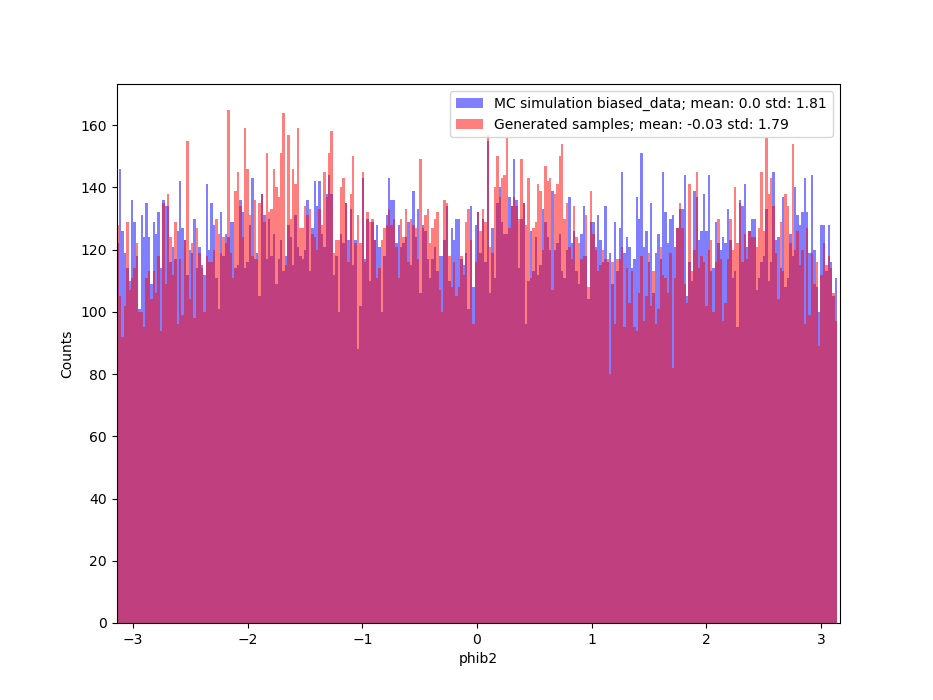 MC simulation biased_data; mean: 0.0 std: 1.81
Generated samples; mean: -0.03 std: 1.79
160
140
120
100
80
60
40
20
0
Counts
−3 −2 −1 0 1 2 3
phib2